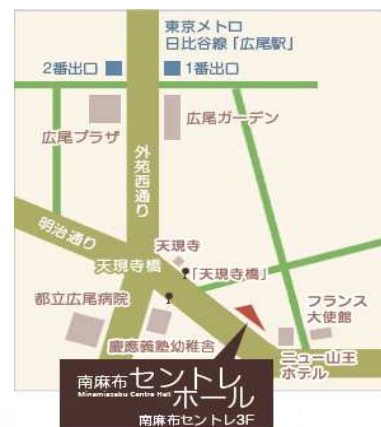 東京メトロ
日比谷線「広尾駅」
2番出口
1番出口
広尾プラザ
広尾ガーデン
外苑西通り
明治通り
天現寺
天現寺橋
「天現寺橋」
都立広尾病院
慶應義塾幼稚舎
フランス
大使館
ニュー山王
ホテル
南麻布セントレ
Minamiazabu Centre Hall
ホール
南麻布セントレ3F